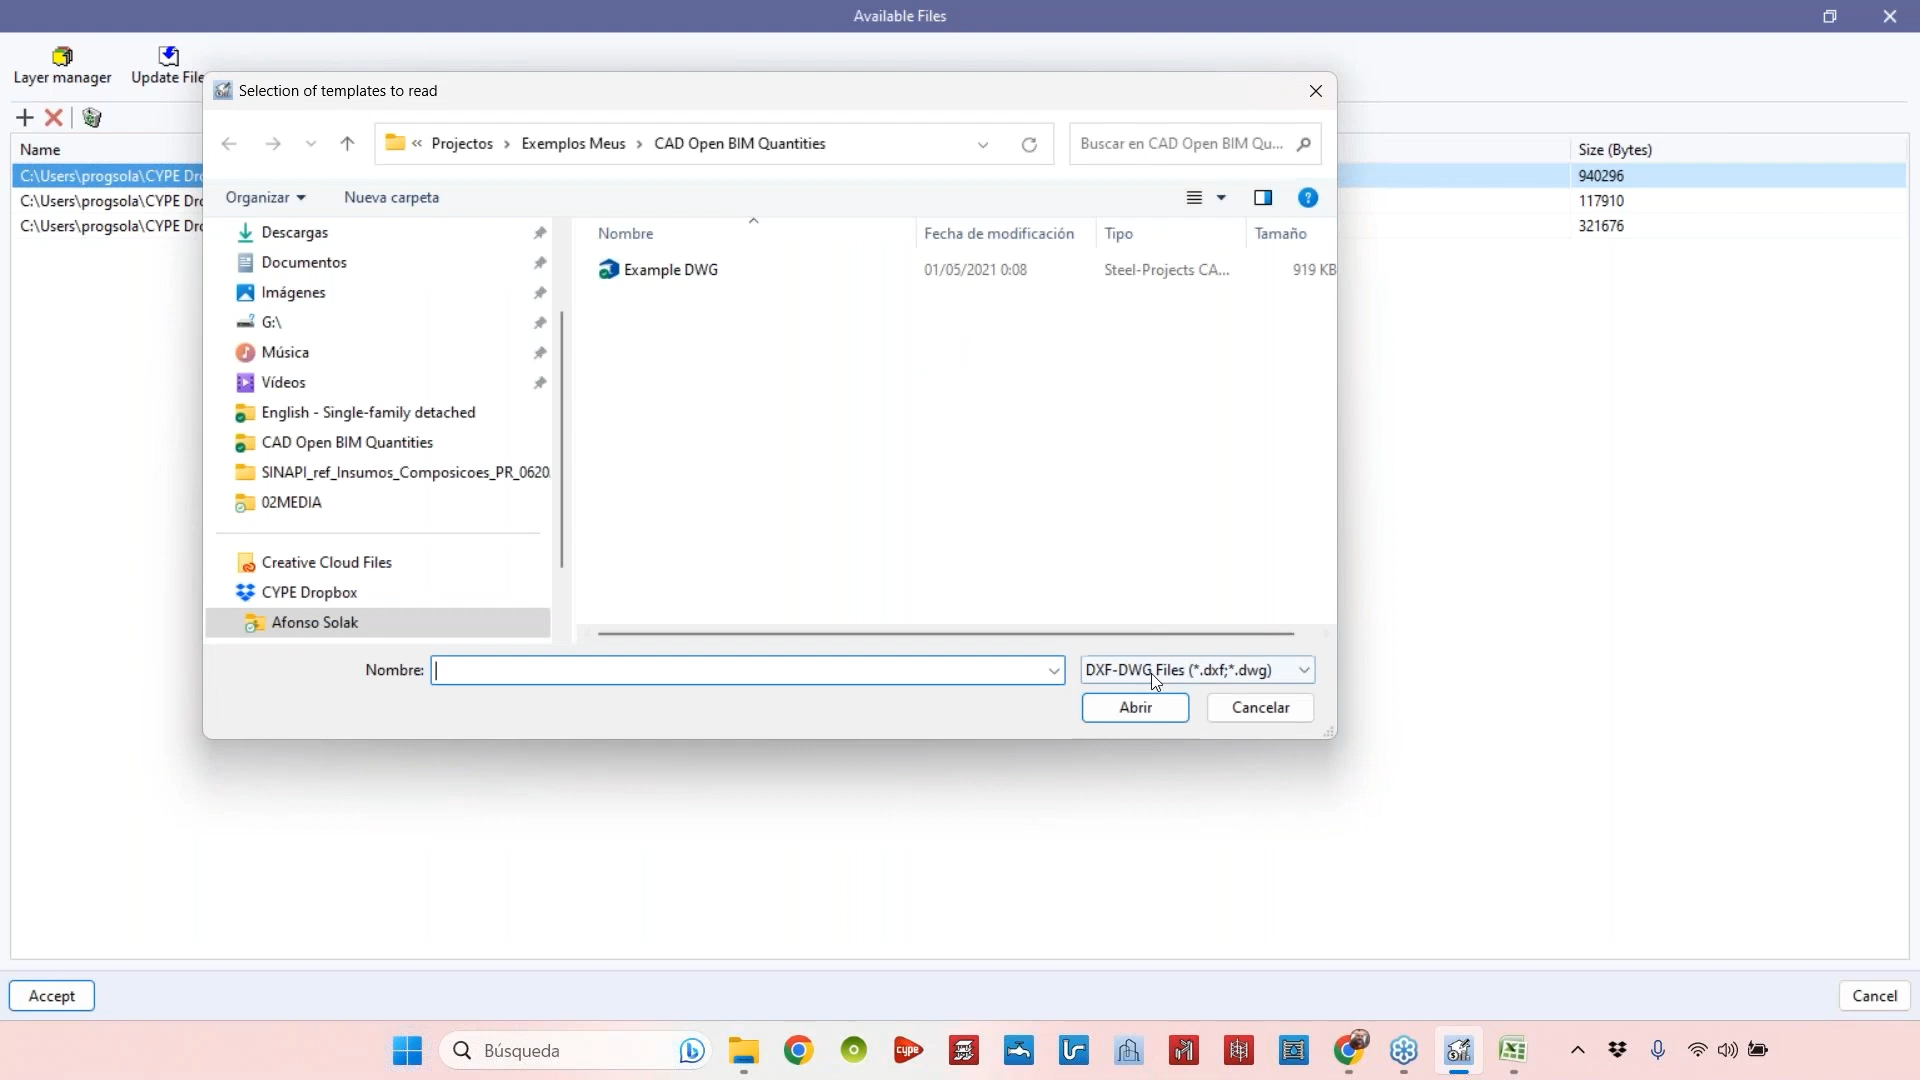 Available Files
Layer manager
Update File
Selection of templates to read
« Projectos > Exemplos Meus > CAD Open BIM Quantities
Buscar en CAD Open BIM Qu...
Name
Size (Bytes)
C:\Users\progsola\CYPE Dro
940296
C:\Users\progsola\CYPE Dro
117910
C:\Users\progsola\CYPE Dro
321676
Organizar
Nueva carpeta
Descargas
Documentos
Imágenes
G:\
Música
Vídeos
English - Single-family detached
CAD Open BIM Quantities
SINAPI_ref_Insumos_Composicoes_PR_0620
02MEDIA
Creative Cloud Files
CYPE Dropbox
Afonso Solak
Nombre
Fecha de modificación
Tipo
Tamaño
Example DWG
01/05/2021 0:08
Steel-Projects CA...
919 KB
Nombre:
DXF-DWG Files (*.dxf;*.dwg)
Abrir
Cancelar
Accept
Cancel
Búsqueda
cype